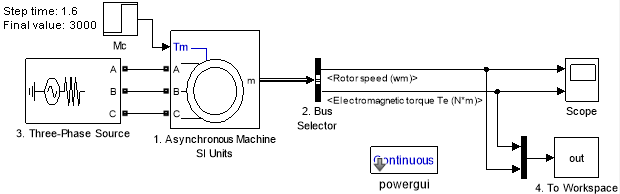 Step time: 1.6
Final value: 3000
Mc
Tm
A
B
C
m
A
B
C
<Rotor speed (wm)>
<Electromagnetic torque Te (N*m)>
2. Bus
Selector
Scope
3. Three-Phase Source
1. Asynchronous Machine
SI Units
Continuous
powergui
out
4. To Workspace